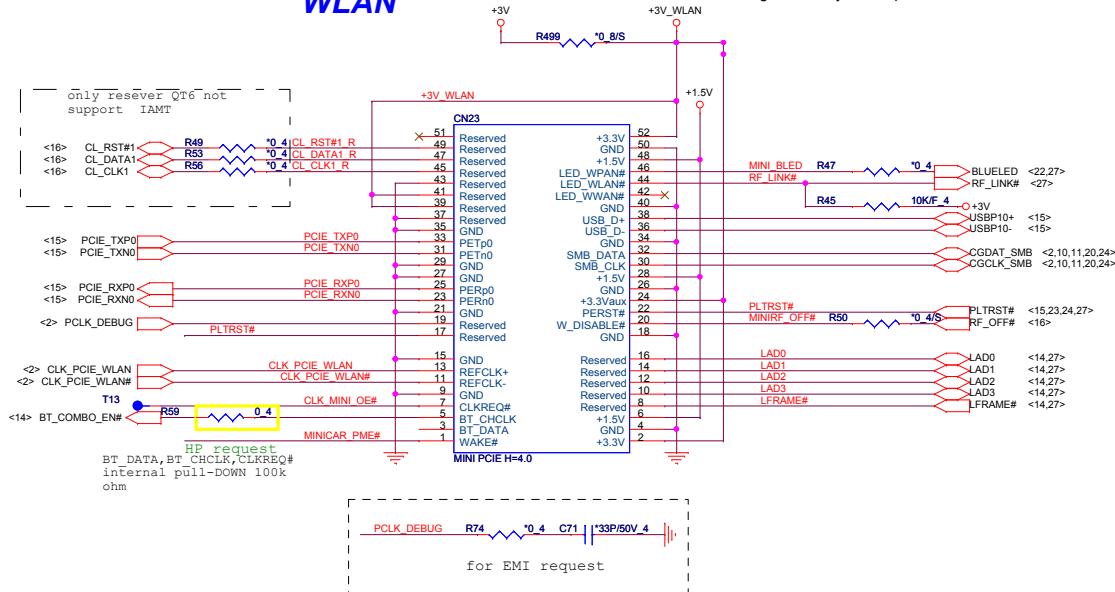 WLAN
+3V
+3V_WLAN
R499 *0_8/S
only resever QT6 not
support IAMT
+3V_WLAN
+1.5V
CN23
<16> CL_RST#1 R49 *0_4 CL_RST#1_R
<16> CL_DATA1 R53 *0_4 CL_DATA1_R
<16> CL_CLK1 R56 *0_4 CL_CLK1_R
51 Reserved +3.3V 52
49 Reserved GND 50
47 Reserved +1.5V 48
45 Reserved LED_WPAN# 46 MINI_BLED R47 *0_4 BLUELED <22,27>
43 Reserved LED_WLAN# 44 RF_LINK# RF_LINK# <27>
41 Reserved LED_WWAN# 42
39 Reserved GND 40 R45 10K/F_4 +3V
37 Reserved USB_D+ 38 USBP10+ <15>
35 GND USB_D- 36 USBP10- <15>
<15> PCIE_TXP0 PCIE_TXP0 33 PETp0 GND 34
<15> PCIE_TXN0 PCIE_TXN0 31 PETn0 SMB_DATA 32 CGDAT_SMB <2,10,11,20,24>
29 GND SMB_CLK 30 CGCLK_SMB <2,10,11,20,24>
27 GND +1.5V 28
<15> PCIE_RXP0 PCIE_RXP0 25 PERp0 GND 26
<15> PCIE_RXN0 PCIE_RXN0 23 PERn0 +3.3Vaux 24
21 GND PERST# 22 PLTRST# PLTRST# <15,23,24,27>
<2> PCLK_DEBUG 19 Reserved W_DISABLE# 20 MINIRF_OFF# R50 *0_4/S RF_OFF# <16>
PLTRST# 17 Reserved GND 18
15 GND Reserved 16 LAD0 LAD0 <14,27>
<2> CLK_PCIE_WLAN CLK_PCIE_WLAN 13 REFCLK+ Reserved 14 LAD1 LAD1 <14,27>
<2> CLK_PCIE_WLAN# CLK_PCIE_WLAN# 11 REFCLK- Reserved 12 LAD2 LAD2 <14,27>
9 GND Reserved 10 LAD3 LAD3 <14,27>
T13 CLK_MINI_OE# 7 CLKREQ# Reserved 8 LFRAME# LFRAME# <14,27>
<14> BT_COMBO_EN# R59 0_4 5 BT_CHCLK +1.5V 6
3 BT_DATA GND 4
MINICAR_PME# 1 WAKE# +3.3V 2
MINI PCIE H=4.0
HP request
BT_DATA,BT_CHCLK,CLKREQ#
internal pull-DOWN 100k
ohm
PCLK_DEBUG R74 *0_4 C71 *33P/50V_4
for EMI request